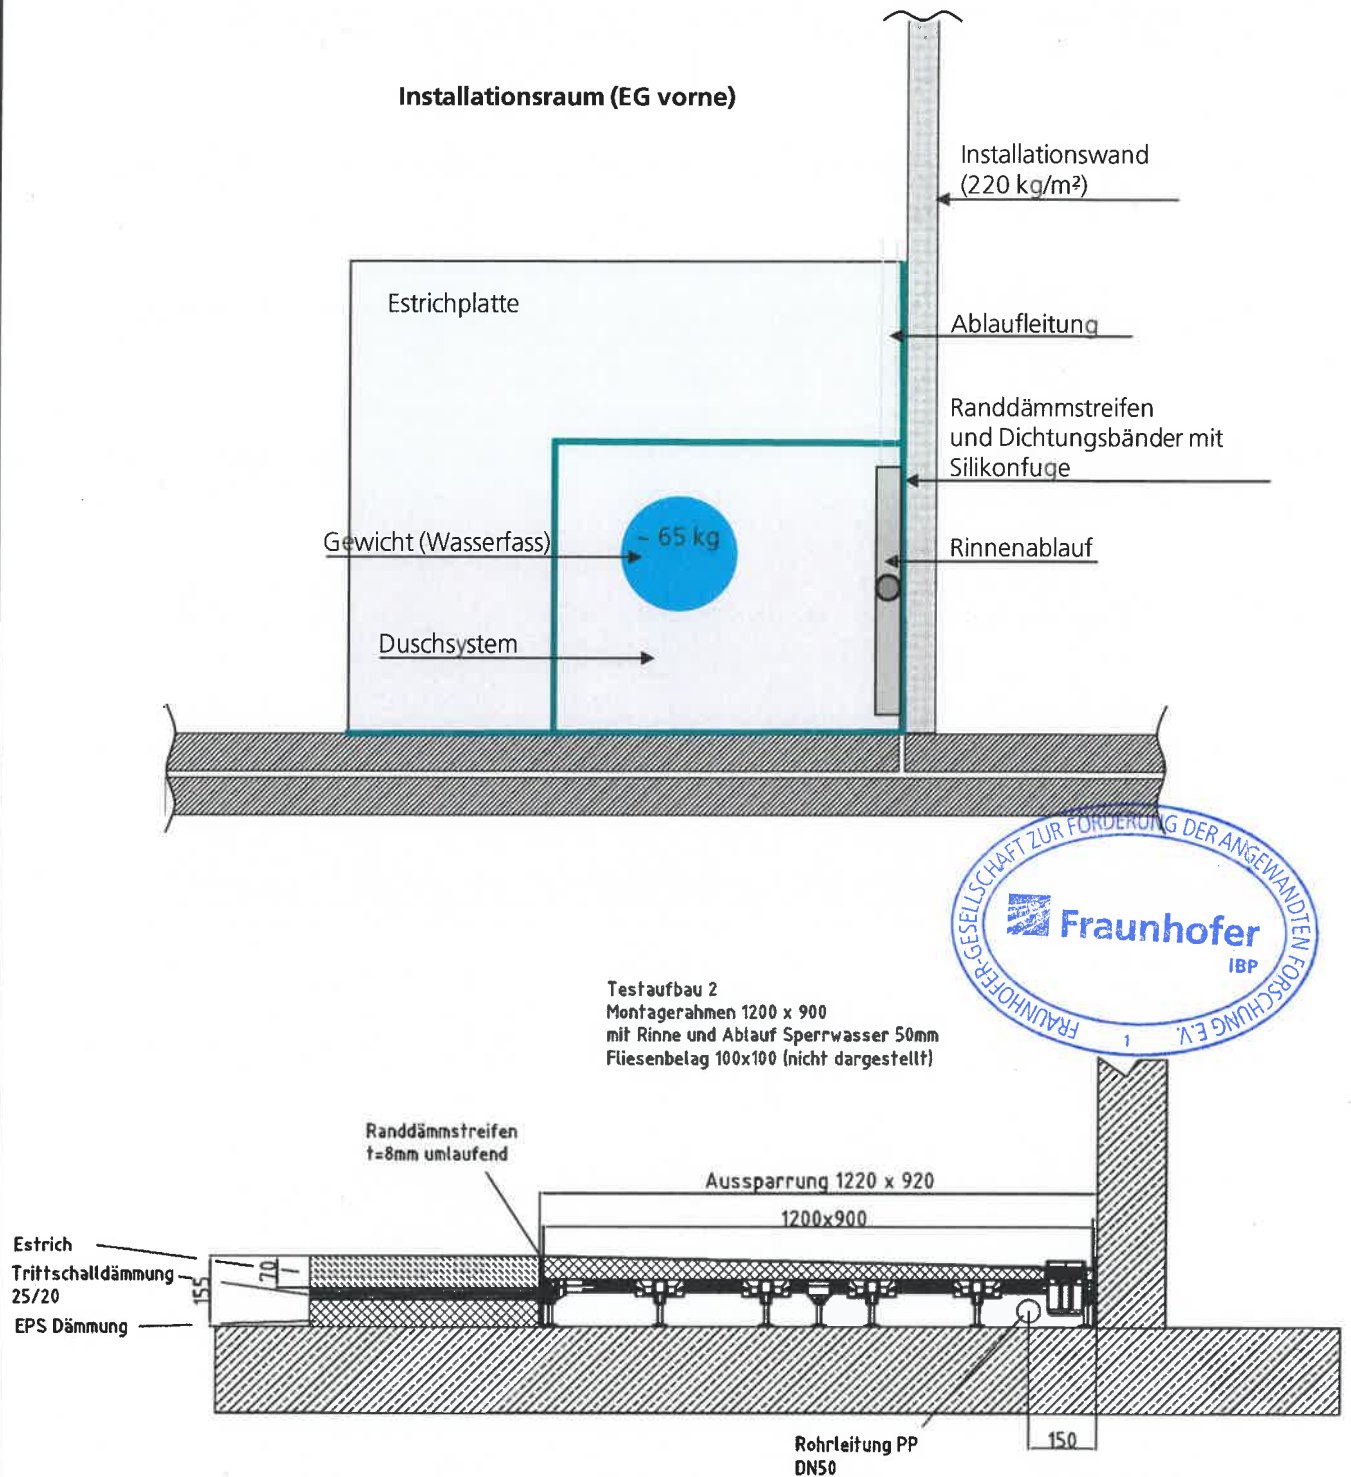 Installationsraum (EG vorne)
Installationswand
(220 kg/m²)
Estrichplatte
Ablaufleitung
Randdämmstreifen
und Dichtungsbänder mit
Silikonfuge
Gewicht (Wasserfass)
~ 65 kg
Rinnenablauf
Duschsystem
FRAUNHOFER-GESELLSCHAFT ZUR FÖRDERUNG DER ANGEWANDTEN FORSCHUNG E.V.
Fraunhofer
IBP
1
Testaufbau 2
Montagerahmen 1200 x 900
mit Rinne und Ablauf Sperrwasser 50mm
Fliesenbelag 100x100 (nicht dargestellt)
Randdämmstreifen
t=8mm umlaufend
Aussparrung 1220 x 920
1200x900
Estrich
Trittschalldämmung
25/20
EPS Dämmung
155
70
Rohrleitung PP
DN50
150